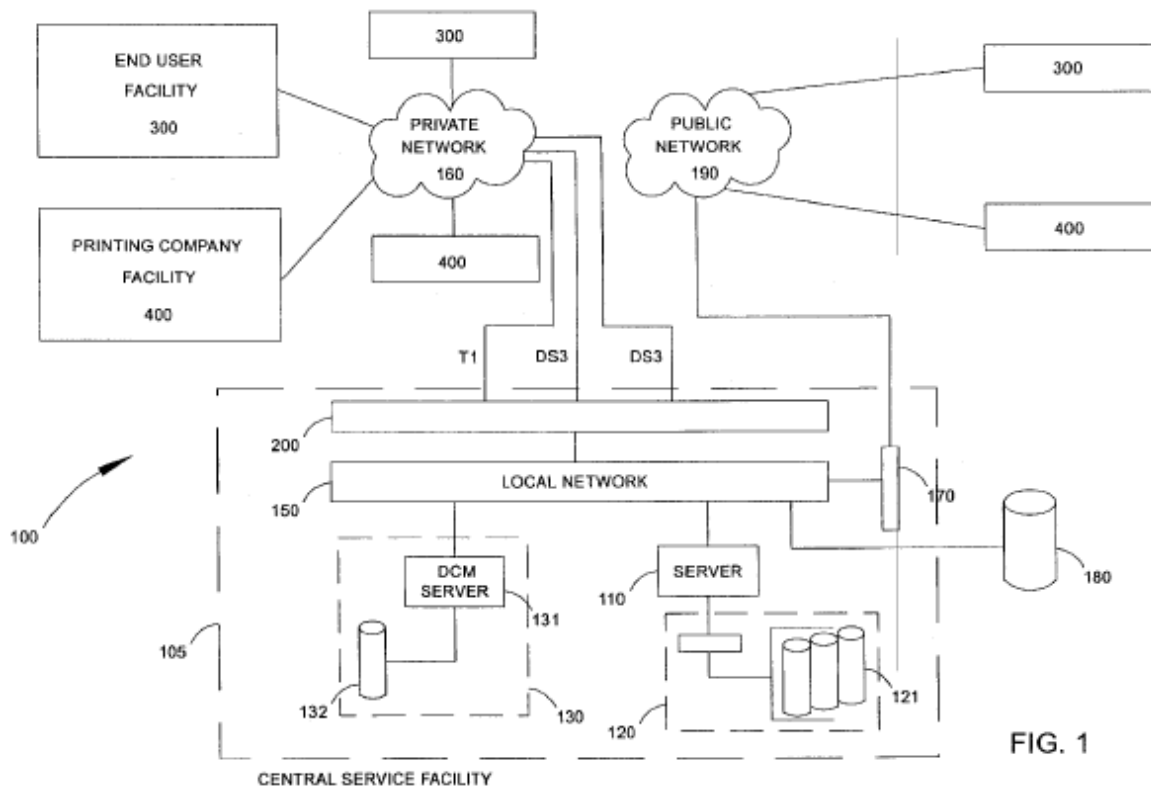 END USER
FACILITY
300
300
PRIVATE
NETWORK
160
PUBLIC
NETWORK
190
300
PRINTING COMPANY
FACILITY
400
400
400
T1
DS3
DS3
200
LOCAL NETWORK
150
170
100
DCM
SERVER
131
SERVER
110
180
105
132
130
120
121
FIG. 1
CENTRAL SERVICE FACILITY